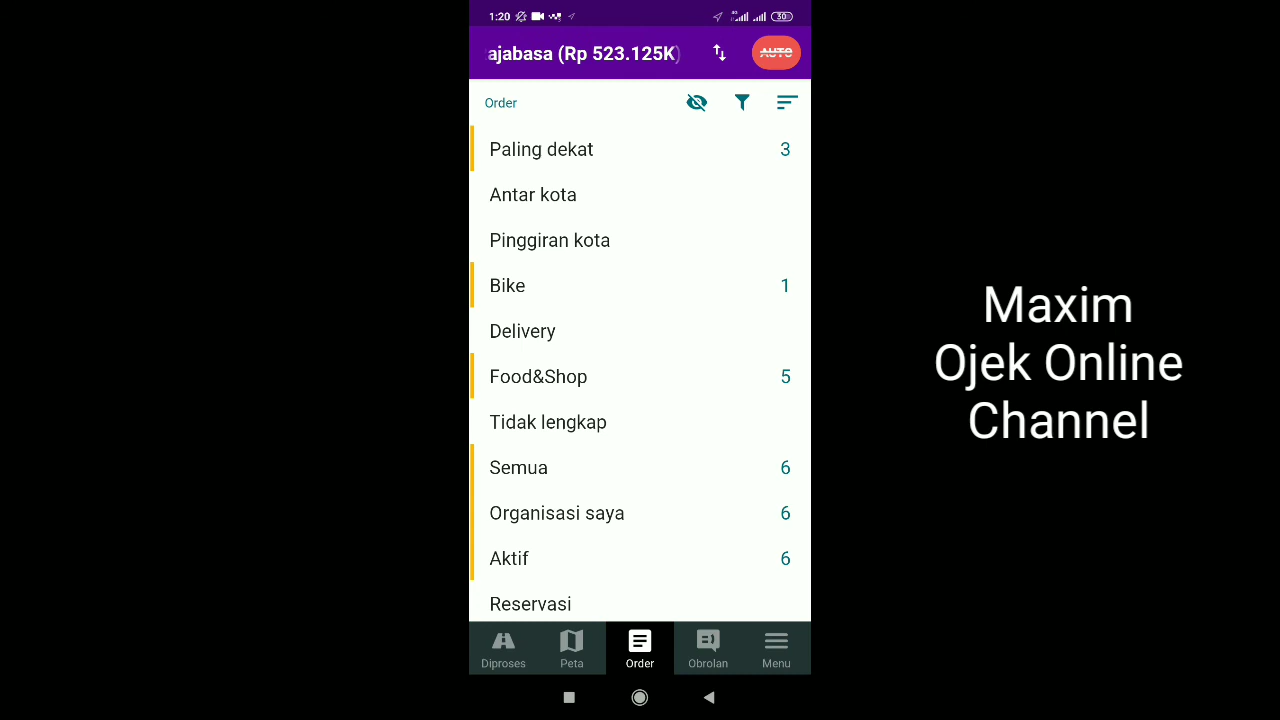 1:20
30
ajabasa (Rp 523.125K)
AUTO
Order
Paling dekat 3
Antar kota
Pinggiran kota
Bike 1
Delivery
Food&Shop 5
Tidak lengkap
Semua 6
Organisasi saya 6
Aktif 6
Reservasi
Diproses Peta Order Obrolan Menu
Maxim
Ojek Online
Channel